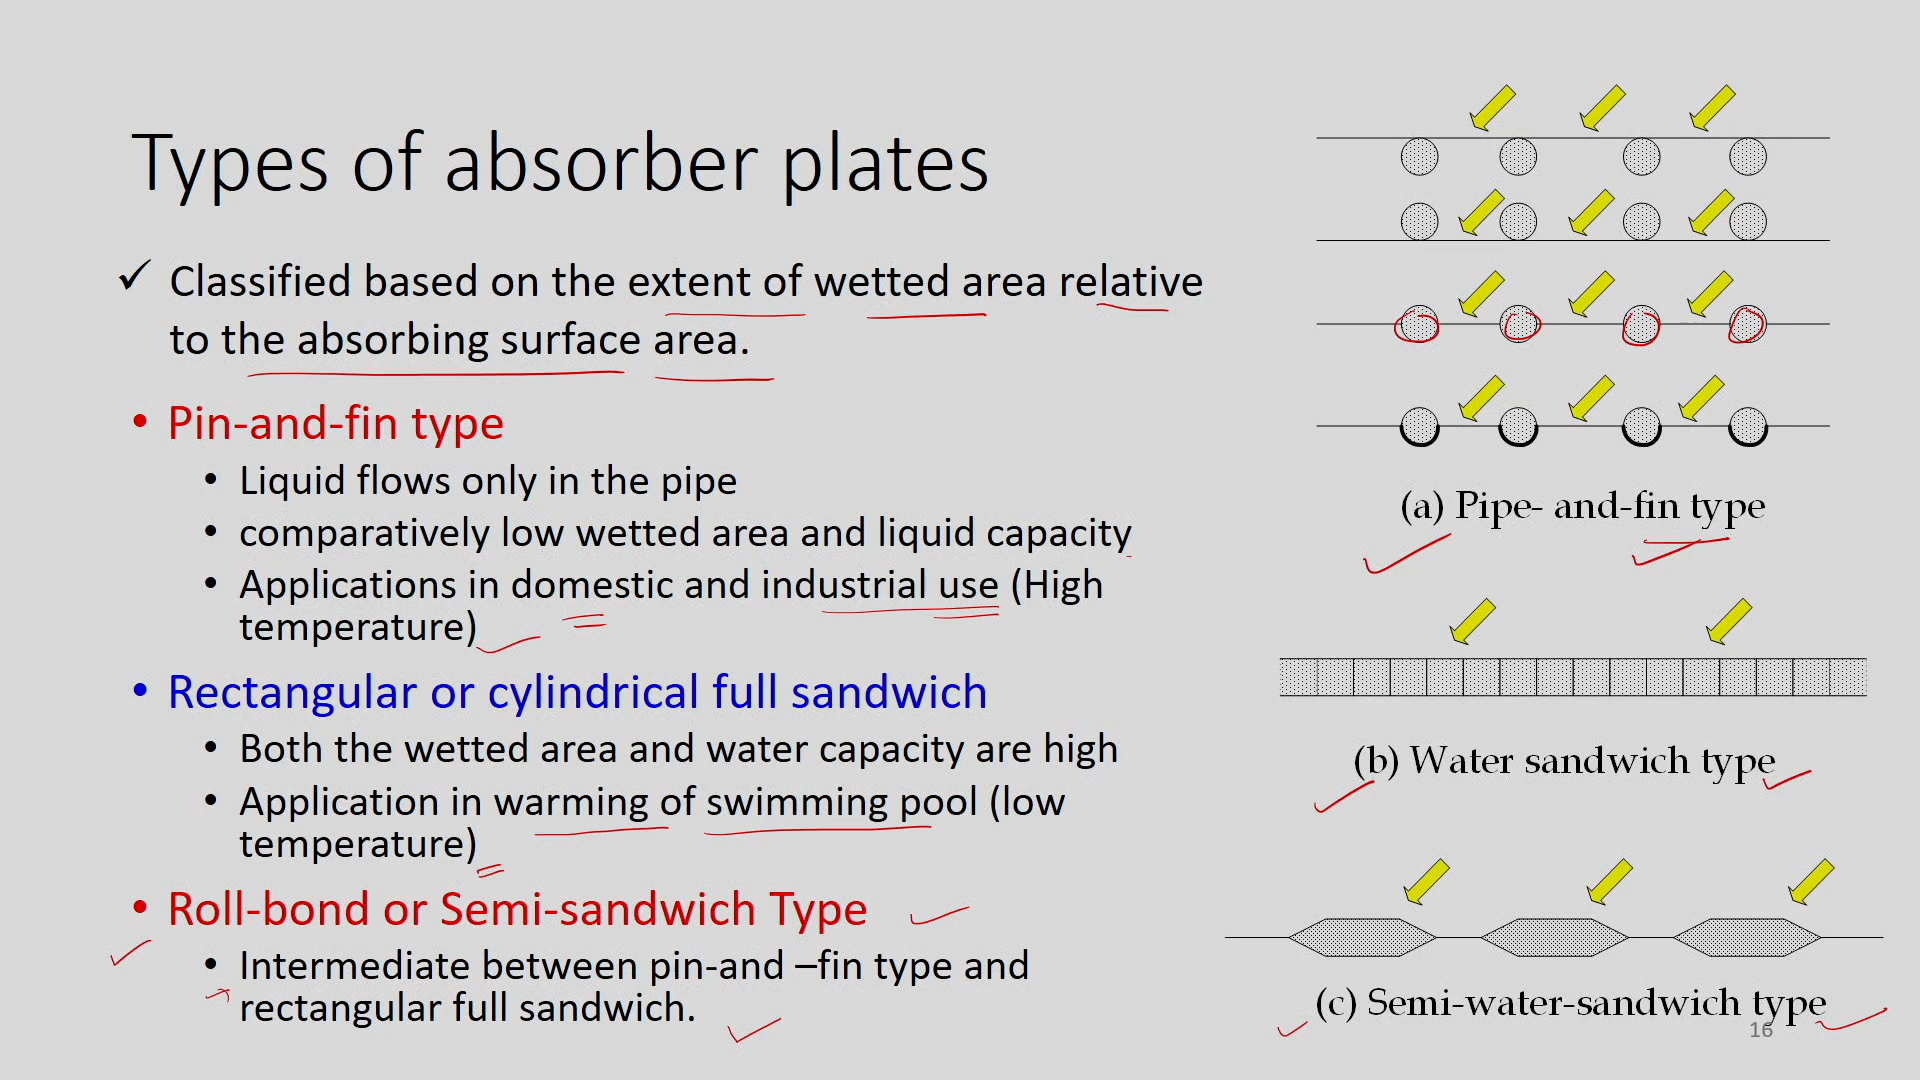 Types of absorber plates
✓ Classified based on the extent of wetted area relative
to the absorbing surface area.
• Pin-and-fin type
• Liquid flows only in the pipe
• comparatively low wetted area and liquid capacity
• Applications in domestic and industrial use (High
temperature)
• Rectangular or cylindrical full sandwich
• Both the wetted area and water capacity are high
• Application in warming of swimming pool (low
temperature)
• Roll-bond or Semi-sandwich Type
• Intermediate between pin-and –fin type and
rectangular full sandwich.
(a) Pipe- and-fin type
(b) Water sandwich type
(c) Semi-water-sandwich type
16